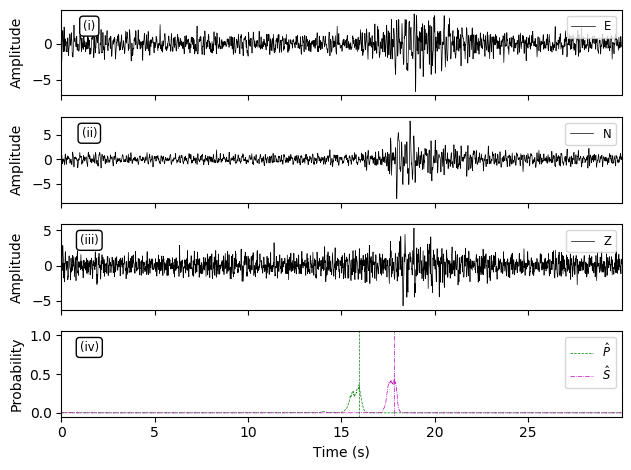 Amplitude
0
−5
(i)
E
Amplitude
5
0
−5
(ii)
N
Amplitude
5
0
−5
(iii)
Z
Probability
1.0
0.5
0.0
(iv)
P̂
Ŝ
0 5 10 15 20 25
Time (s)